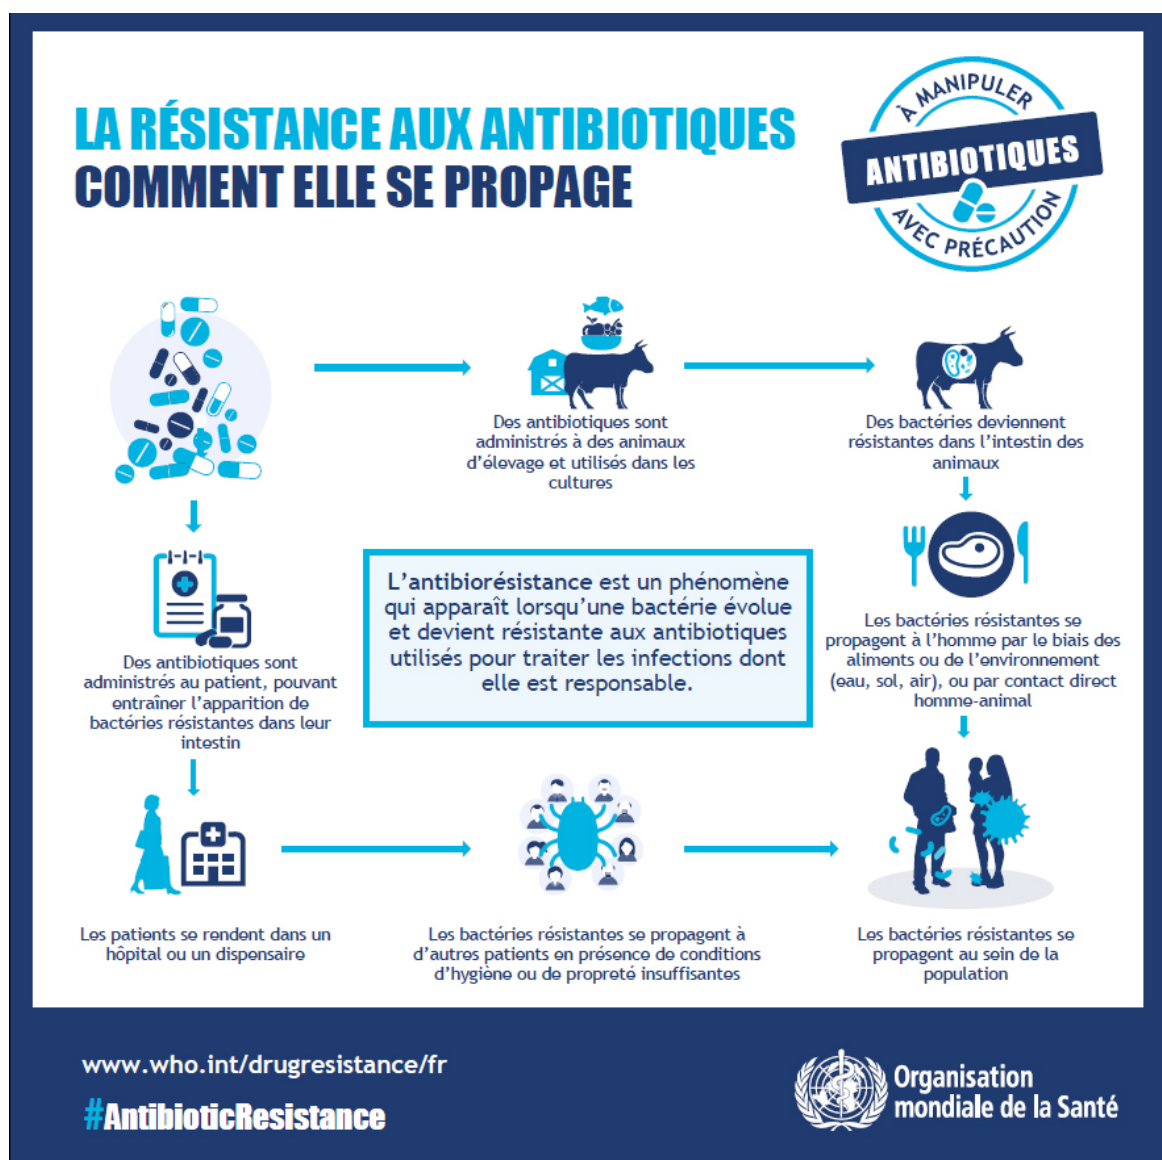 LA RÉSISTANCE AUX ANTIBIOTIQUES
COMMENT ELLE SE PROPAGE
À MANIPULER
ANTIBIOTIQUES
AVEC PRÉCAUTION
Des antibiotiques sont
administrés à des animaux
d'élevage et utilisés dans les
cultures
Des bactéries deviennent
résistantes dans l'intestin des
animaux
Des antibiotiques sont
administrés au patient, pouvant
entraîner l'apparition de
bactéries résistantes dans leur
intestin
L'antibiorésistance est un phénomène
qui apparaît lorsqu'une bactérie évolue
et devient résistante aux antibiotiques
utilisés pour traiter les infections dont
elle est responsable.
Les bactéries résistantes se
propagent à l'homme par le biais des
aliments ou de l'environnement
(eau, sol, air), ou par contact direct
homme-animal
Les patients se rendent dans un
hôpital ou un dispensaire
Les bactéries résistantes se propagent à
d'autres patients en présence de conditions
d'hygiène ou de propreté insuffisantes
Les bactéries résistantes se
propagent au sein de la
population
www.who.int/drugresistance/fr
#AntibioticResistance
Organisation
mondiale de la Santé